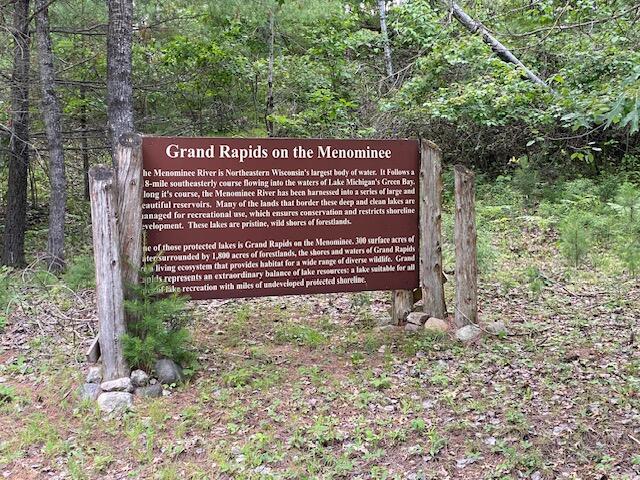 Grand Rapids on the Menominee
he Menominee River is Northeastern Wisconsin's largest body of water. It Follows a
8-mile southeasterly course flowing into the waters of Lake Michigan's Green Bay.
long it's course, the Menominee River has been harnessed into a series of large and
eautiful reservoirs. Many of the lands that border these deep and clean lakes are
anaged for recreational use, which ensures conservation and restricts shoreline
evelopment. These lakes are pristine, wild shores of forestlands.
e of those protected lakes is Grand Rapids on the Menominee. 300 surface acres of
ater surrounded by 1,800 acres of forestlands, the shores and waters of Grand Rapids
living ecosystem that provides habitat for a wide range of diverse wildlife. Grand
apids represents an extraordinary balance of lake resources: a lake suitable for all
of lake recreation with miles of undeveloped protected shoreline.